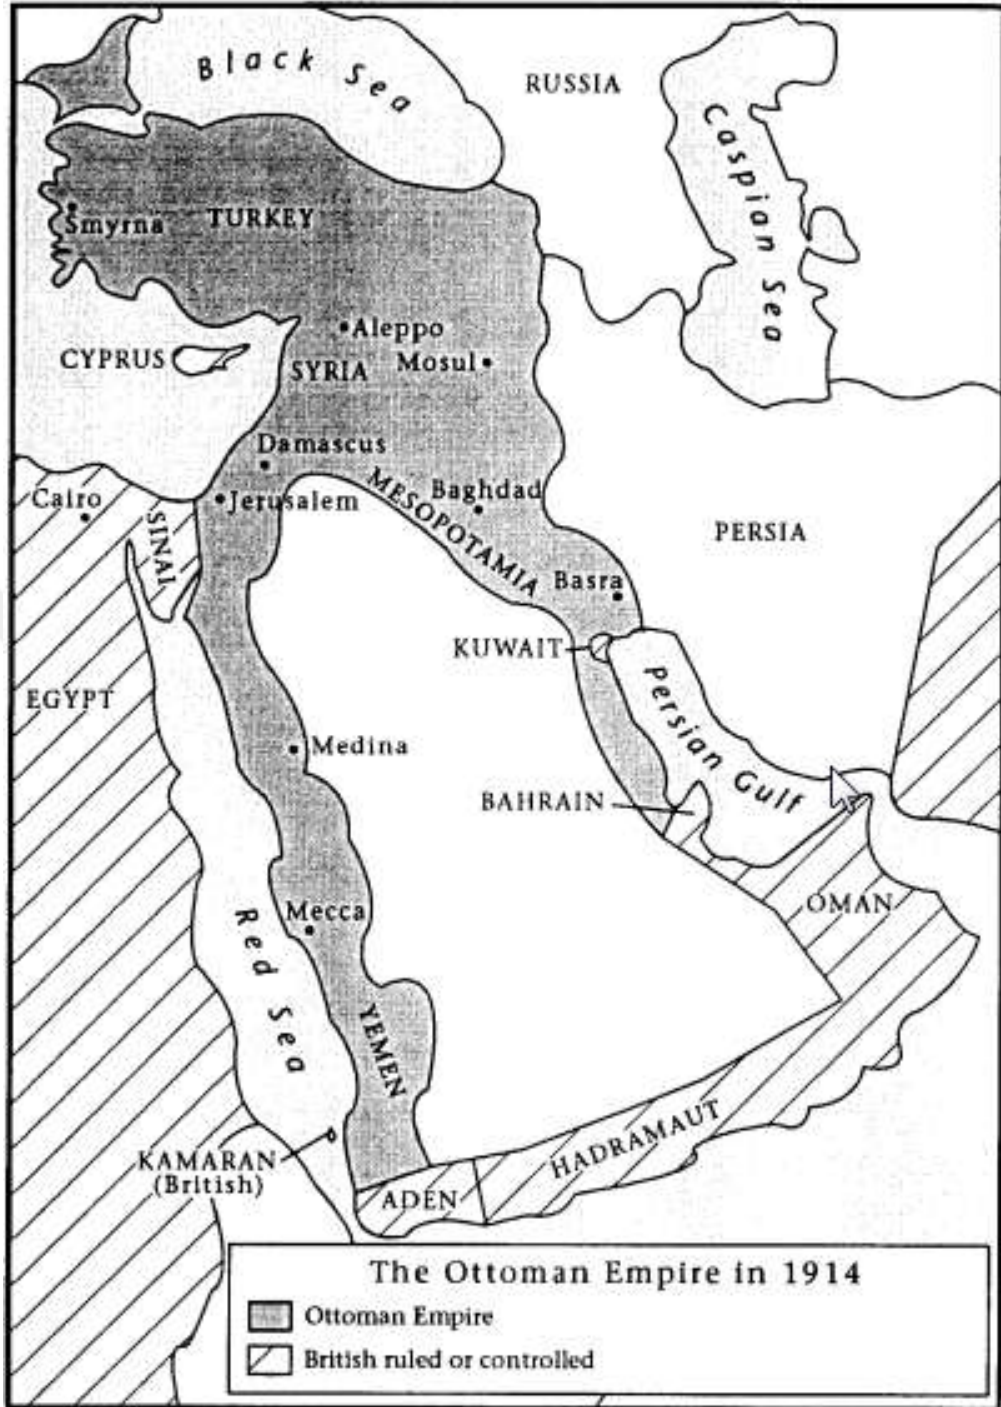 Black Sea
RUSSIA
Caspian Sea
Smyrna
TURKEY
Aleppo
CYPRUS
SYRIA
Mosul
Damascus
Cairo
Jerusalem
MESOPOTAMIA
Baghdad
SINAI
PERSIA
Basra
KUWAIT
EGYPT
Persian Gulf
Medina
BAHRAIN
Mecca
OMAN
Red Sea
YEMEN
HADRAMAUT
KAMARAN
(British)
ADEN
The Ottoman Empire in 1914
Ottoman Empire
British ruled or controlled